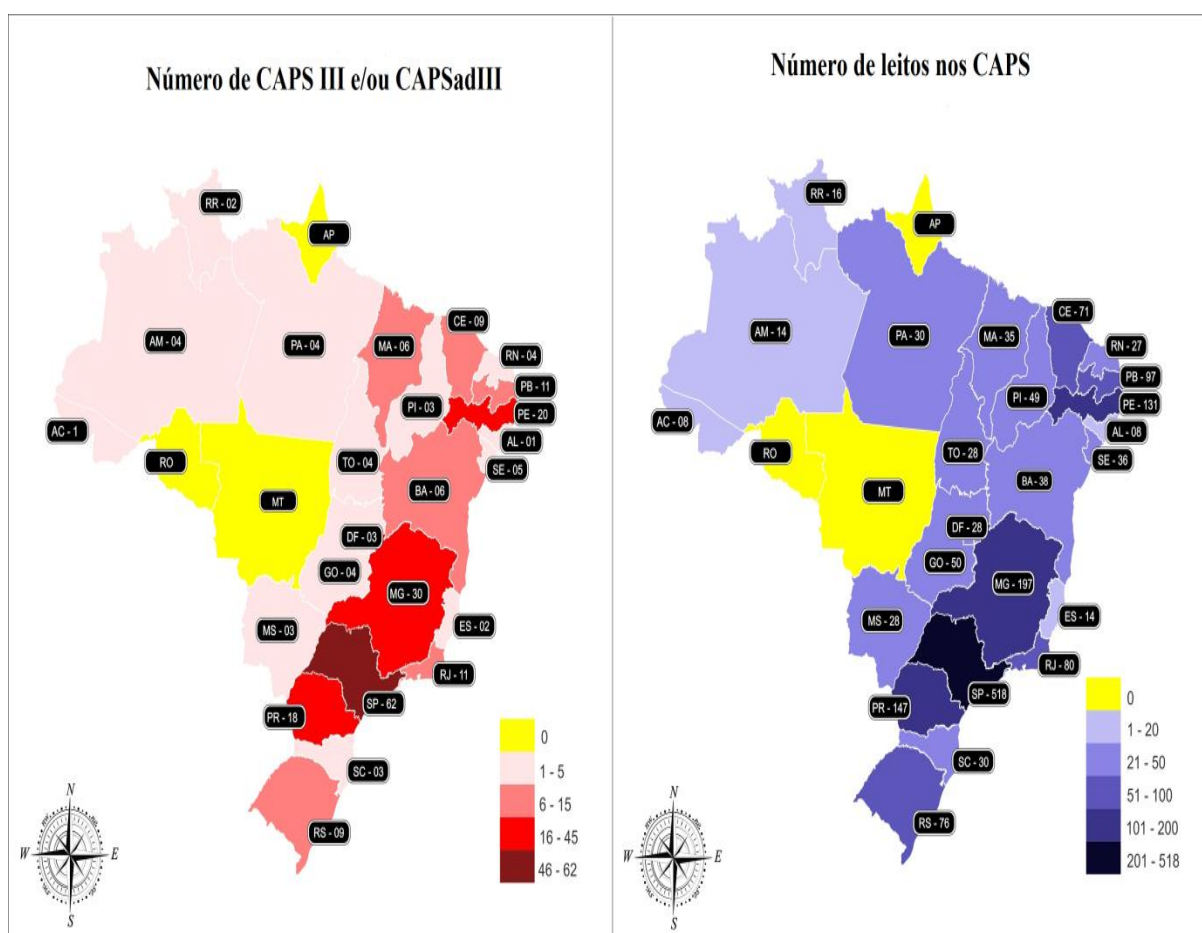 Número de CAPS III e/ou CAPSadIII
RR - 02
AP
AM - 04
PA - 04
MA - 06
CE - 09
RN - 04
PB - 11
PI - 03
PE - 20
AC - 1
AL - 01
RO
TO - 04
SE - 05
MT
BA - 06
DF - 03
GO - 04
MG - 30
MS - 03
ES - 02
RJ - 11
SP - 62
PR - 18
SC - 03
RS - 09
0
1 - 5
6 - 15
16 - 45
46 - 62
N
W
E
S
Número de leitos nos CAPS
RR - 16
AP
CE - 71
AM - 14
PA - 30
MA - 35
RN - 27
PB - 97
PI - 49
PE - 131
AC - 08
AL - 08
RO
TO - 28
SE - 36
MT
BA - 38
DF - 28
GO - 50
MG - 197
MS - 28
ES - 14
RJ - 80
SP - 518
PR - 147
SC - 30
RS - 76
0
1 - 20
21 - 50
51 - 100
101 - 200
201 - 518
N
W
E
S